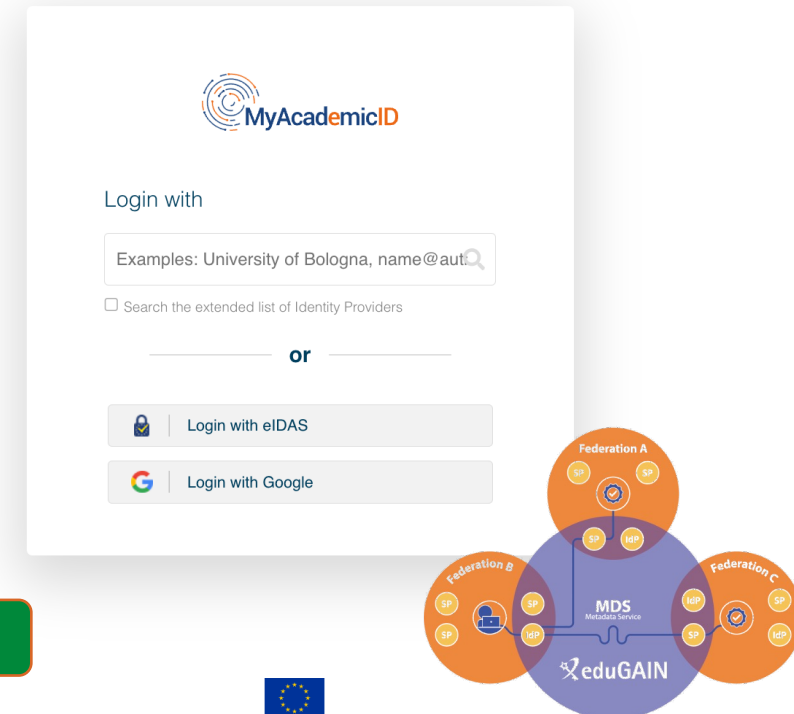 MyAcademicID
Login with
Examples: University of Bologna, name@aut
Search the extended list of Identity Providers
or
Login with eIDAS
Login with Google
Federation A
SP
SP
SP
IdP
Federation B
SP
SP
SP
IdP
MDS
Metadata Service
eduGAIN
Federation C
IdP
SP
SP
IdP